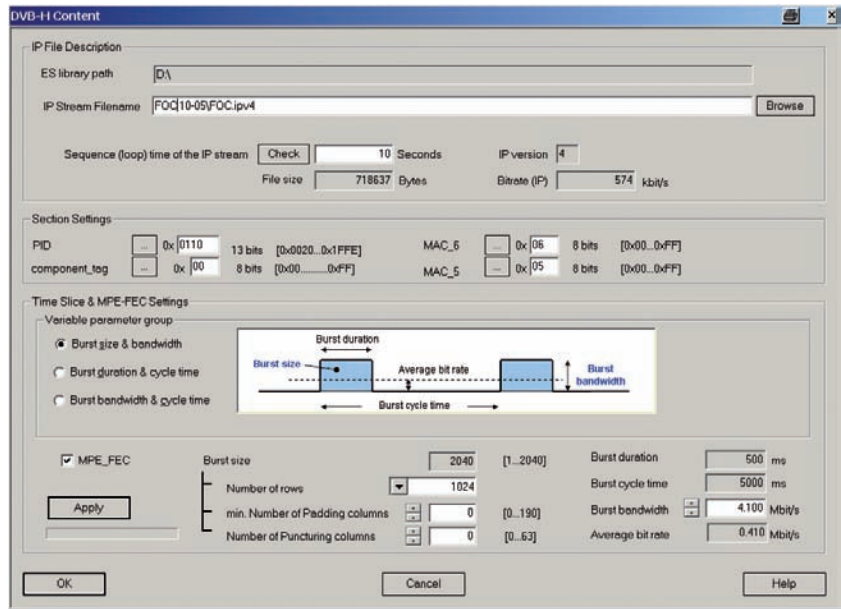 DVB-H Content
IP File Description
ES library path D:\
IP Stream Filename FOC10-05\FOC.ipv4 Browse
Sequence (loop) time of the IP stream Check 10 Seconds IP version 4
File size 718637 Bytes Bitrate (IP) 574 kbit/s
Section Settings
PID ... 0x 0110 13 bits [0x0020...0x1FFE] MAC_6 ... 0x 06 8 bits [0x00...0xFF]
component_tag ... 0x 00 8 bits [0x00.........0xFF] MAC_5 ... 0x 05 8 bits [0x00...0xFF]
Time Slice & MPE-FEC Settings
Variable parameter group
Burst size & bandwidth
Burst duration & cycle time
Burst bandwidth & cycle time
Burst duration
Burst size
Average bit rate
Burst bandwidth
Burst cycle time
MPE_FEC Burst size 2040 [1...2040] Burst duration 500 ms
Number of rows 1024 Burst cycle time 5000 ms
Apply min. Number of Padding columns 0 [0...190] Burst bandwidth 4.100 Mbit/s
Number of Puncturing columns 0 [0...63] Average bit rate 0.410 Mbit/s
OK Cancel Help